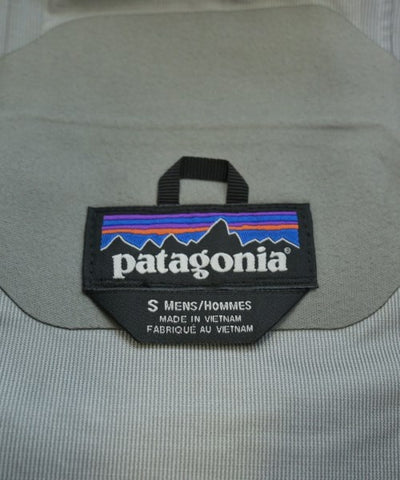 patagonia®
S MENS/HOMMES
MADE IN VIETNAM
FABRIQUÉ AU VIETNAM